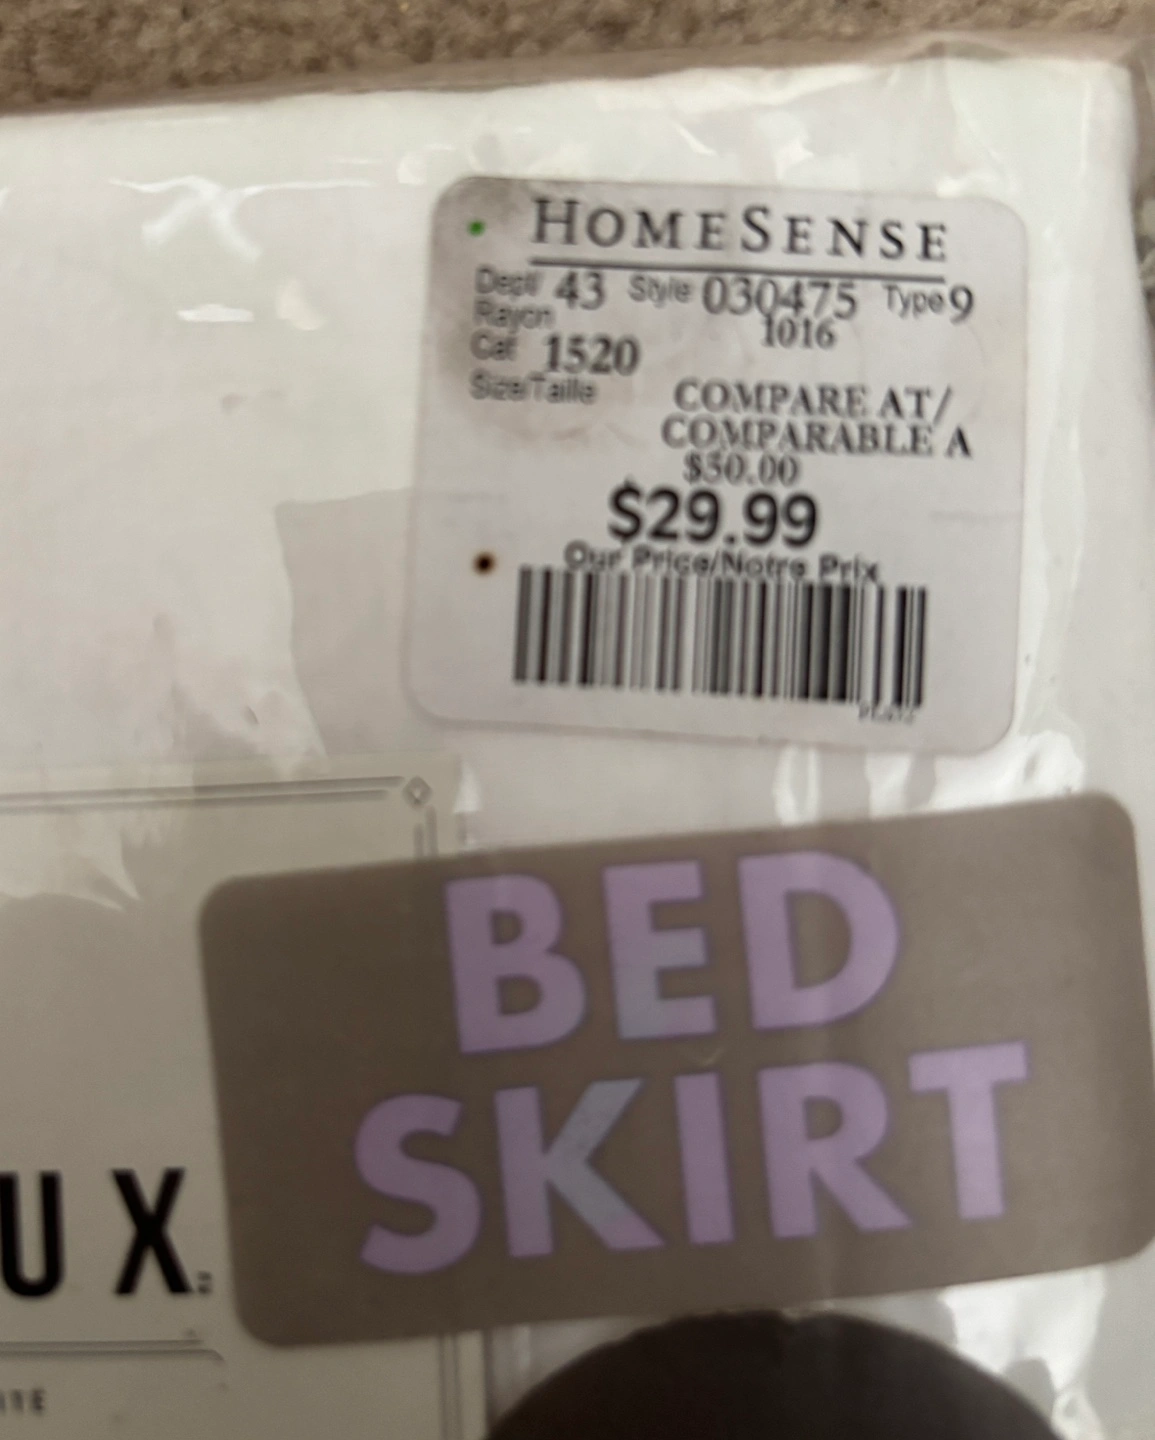 HOMESENSE
Dept/ 43 Style 030475 Type 9
Rayon 1016
Cat 1520
Size/Taille
COMPARE AT/
COMPARABLE A
$50.00
$29.99
Our Price/Notre Prix
BED
SKIRT
UX